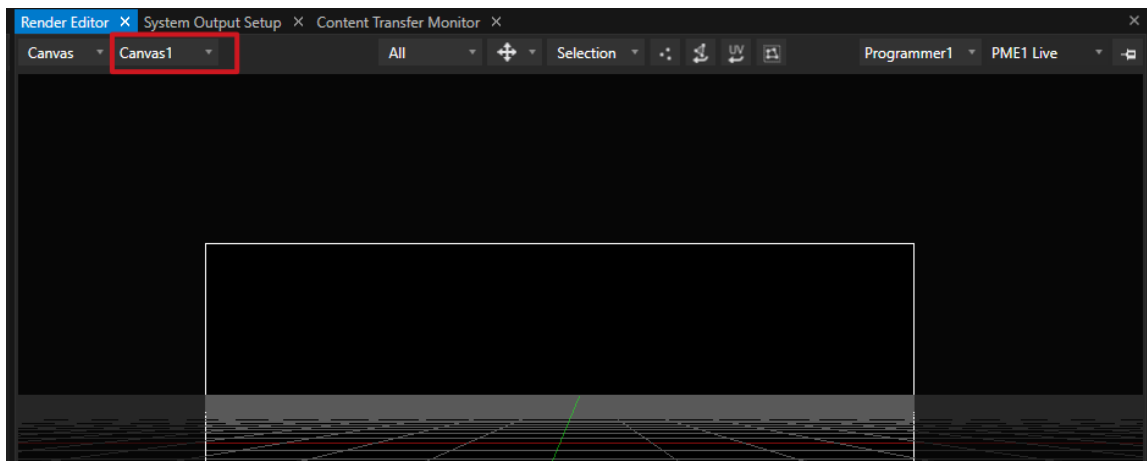 Render Editor × System Output Setup × Content Transfer Monitor ×
Canvas Canvas1 All Selection UV Programmer1 PME1 Live